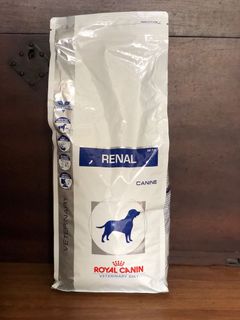 RENAL
CANINE
VETERINARY
ROYAL CANIN
VETERINARY DIET